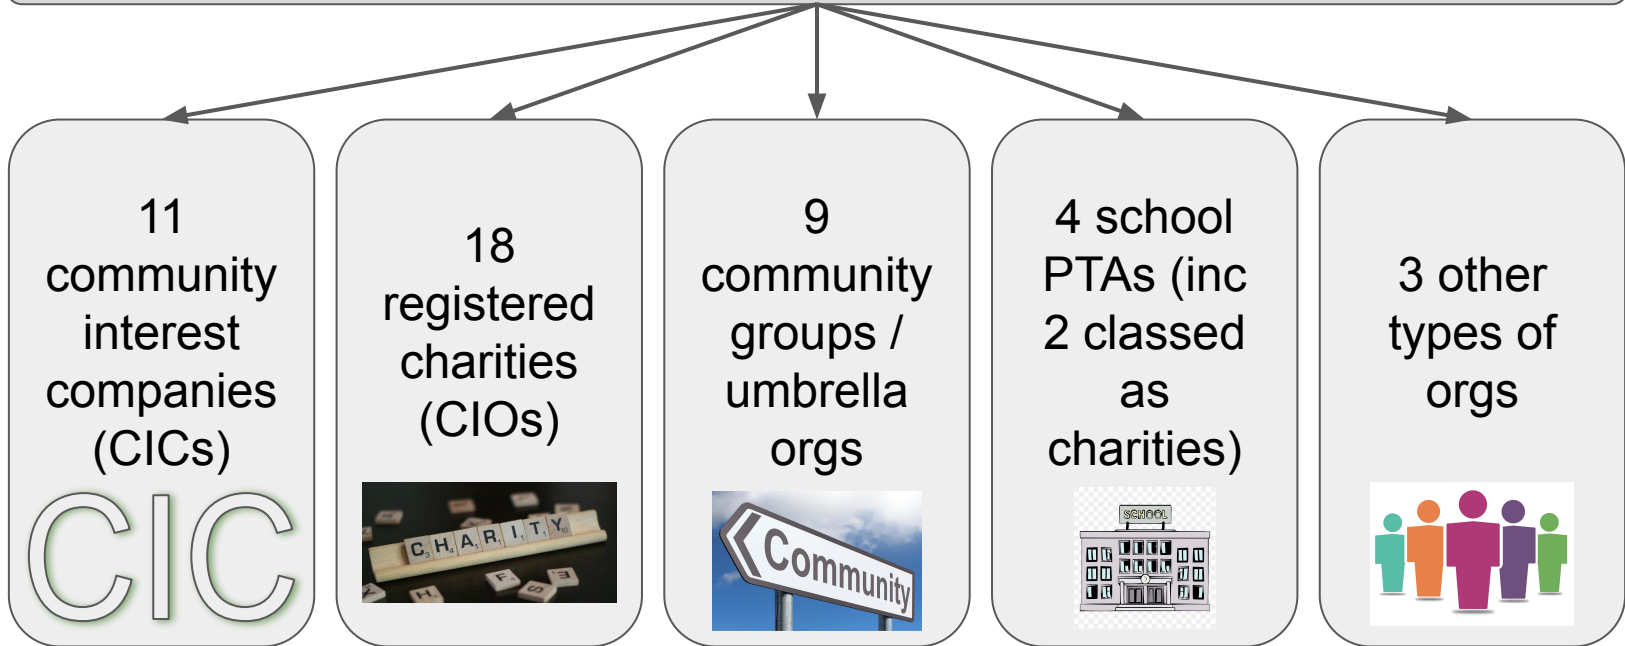 11
community
interest
companies
(CICs)
CIC
18
registered
charities
(CIOs)
CHARITY
9
community
groups /
umbrella
orgs
Community
4 school
PTAs (inc
2 classed
as
charities)
SCHOOL
3 other
types of
orgs